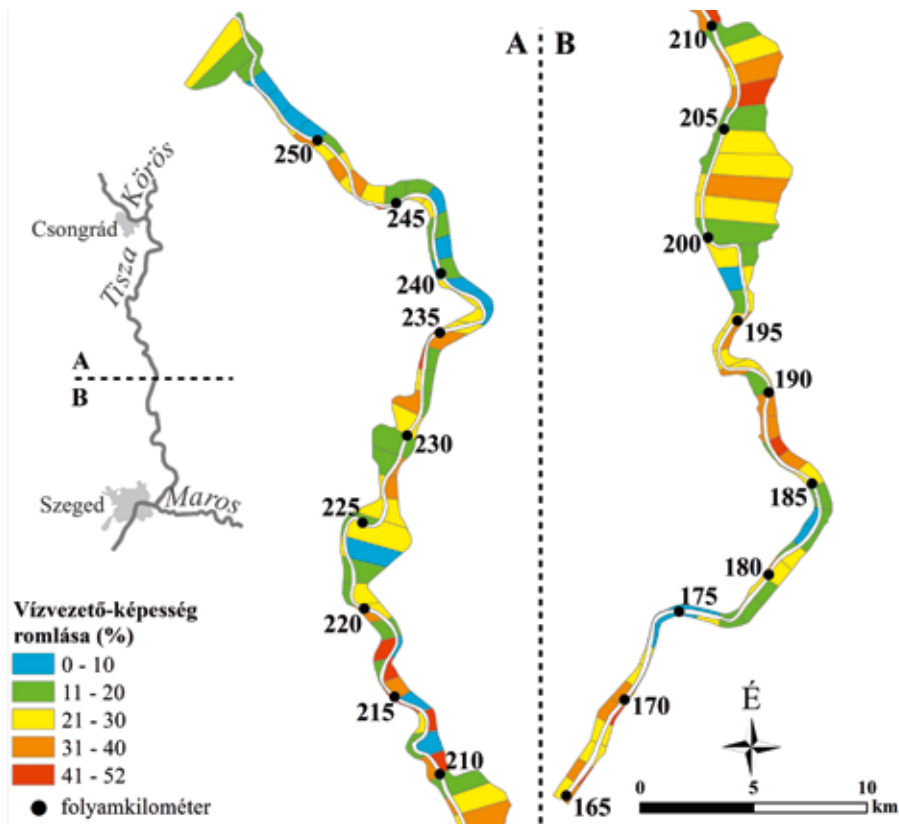 A
B
Körös
Csongrád
Tisza
A
B
Szeged
Maros
250
245
240
235
230
225
220
215
210
210
205
200
195
190
185
180
175
170
165
Vízvezető-képesség
romlása (%)
0 - 10
11 - 20
21 - 30
31 - 40
41 - 52
folyamkilométer
É
0
5
10
km